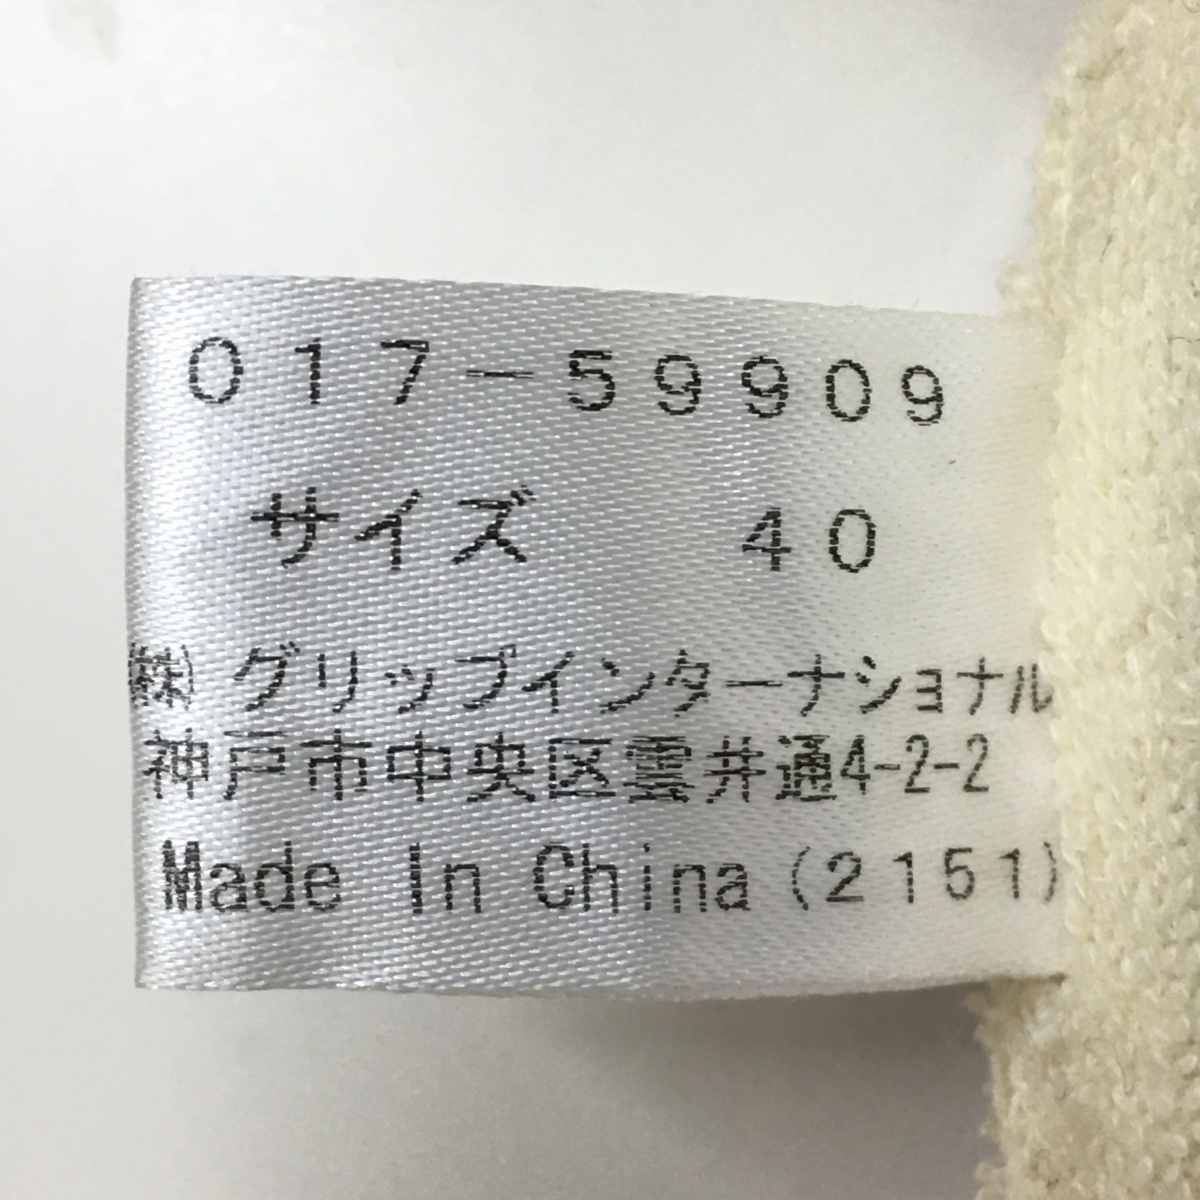 017-59909
サイズ 40
㈱グリップインターナショナル
神戸市中央区雲井通4-2-2
Made In China (2151)